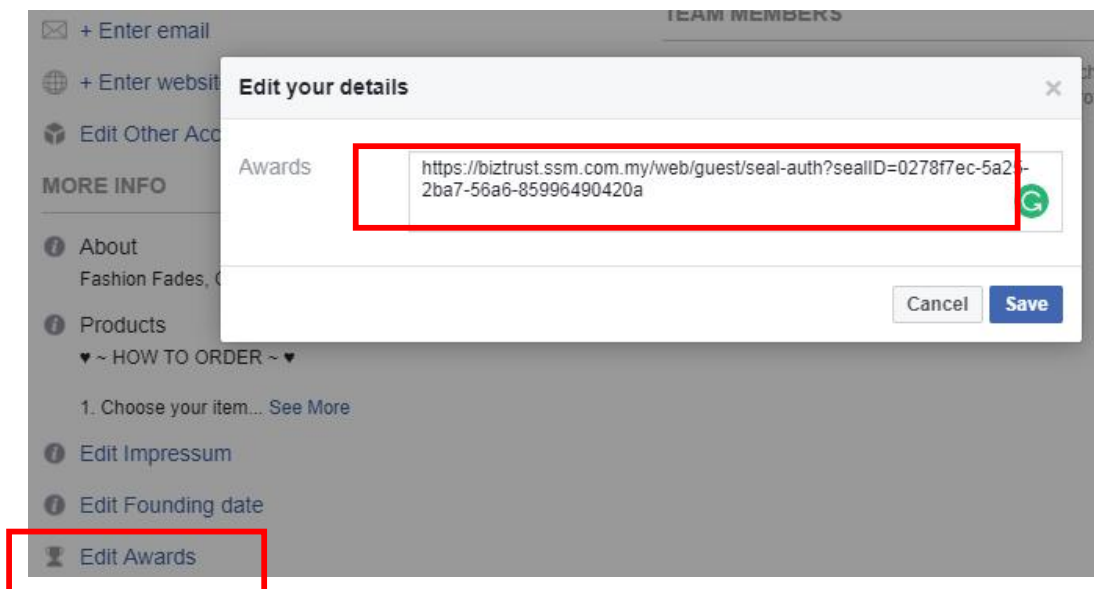 TEAM MEMBERS
+ Enter email
+ Enter websit
Edit Other Acc
MORE INFO
About
Fashion Fades,
Products
♥ ~ HOW TO ORDER ~ ♥
1. Choose your item... See More
Edit Impressum
Edit Founding date
Edit Awards
Edit your details
×
Awards
https://biztrust.ssm.com.my/web/guest/seal-auth?sealID=0278f7ec-5a25-
2ba7-56a6-85996490420a
Cancel Save